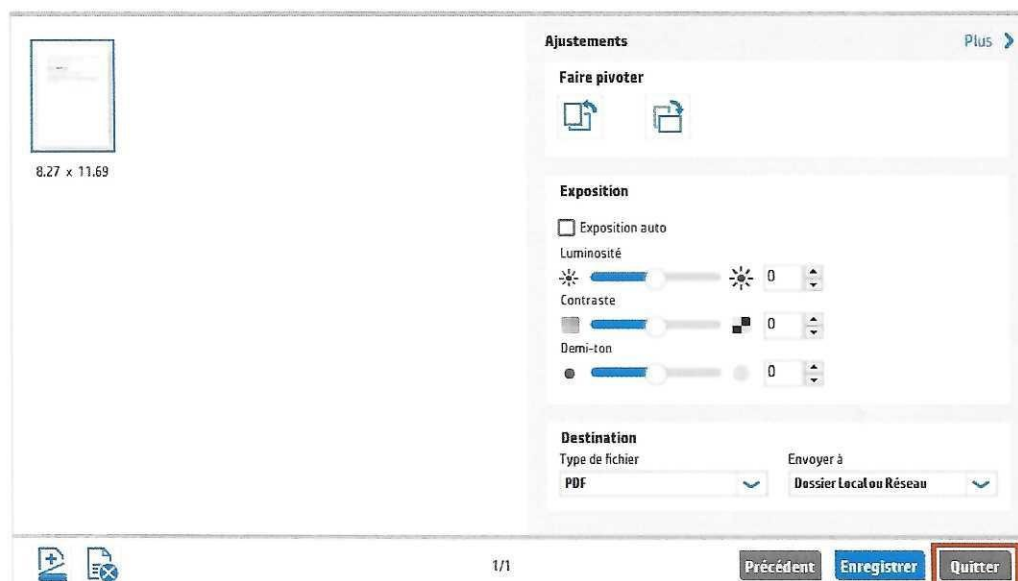 Ajustements
Plus
Faire pivoter
8.27 x 11.69
Exposition
Exposition auto
Luminosité
0
Contraste
0
Demi-ton
0
Destination
Type de fichier
Envoyer à
PDF
Dossier Local ou Réseau
1/1
Précédent
Enregistrer
Quitter